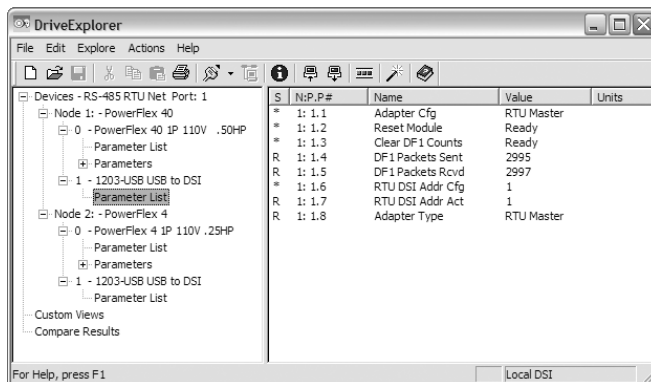 DriveExplorer
File Edit Explore Actions Help
Devices - RS-485 RTU Net Port: 1
Node 1: - PowerFlex 40
0 - PowerFlex 40 1P 110V .50HP
Parameter List
Parameters
1 - 1203-USB USB to DSI
Parameter List
Node 2: - PowerFlex 4
0 - PowerFlex 4 1P 110V .25HP
Parameter List
Parameters
1 - 1203-USB USB to DSI
Parameter List
Custom Views
Compare Results
S N:P.P# Name Value Units
* 1: 1.1 Adapter Cfg RTU Master
* 1: 1.2 Reset Module Ready
* 1: 1.3 Clear DF1 Counts Ready
R 1: 1.4 DF1 Packets Sent 2995
R 1: 1.5 DF1 Packets Rcvd 2997
* 1: 1.6 RTU DSI Addr Cfg 1
R 1: 1.7 RTU DSI Addr Act 1
R 1: 1.8 Adapter Type RTU Master
For Help, press F1 Local DSI